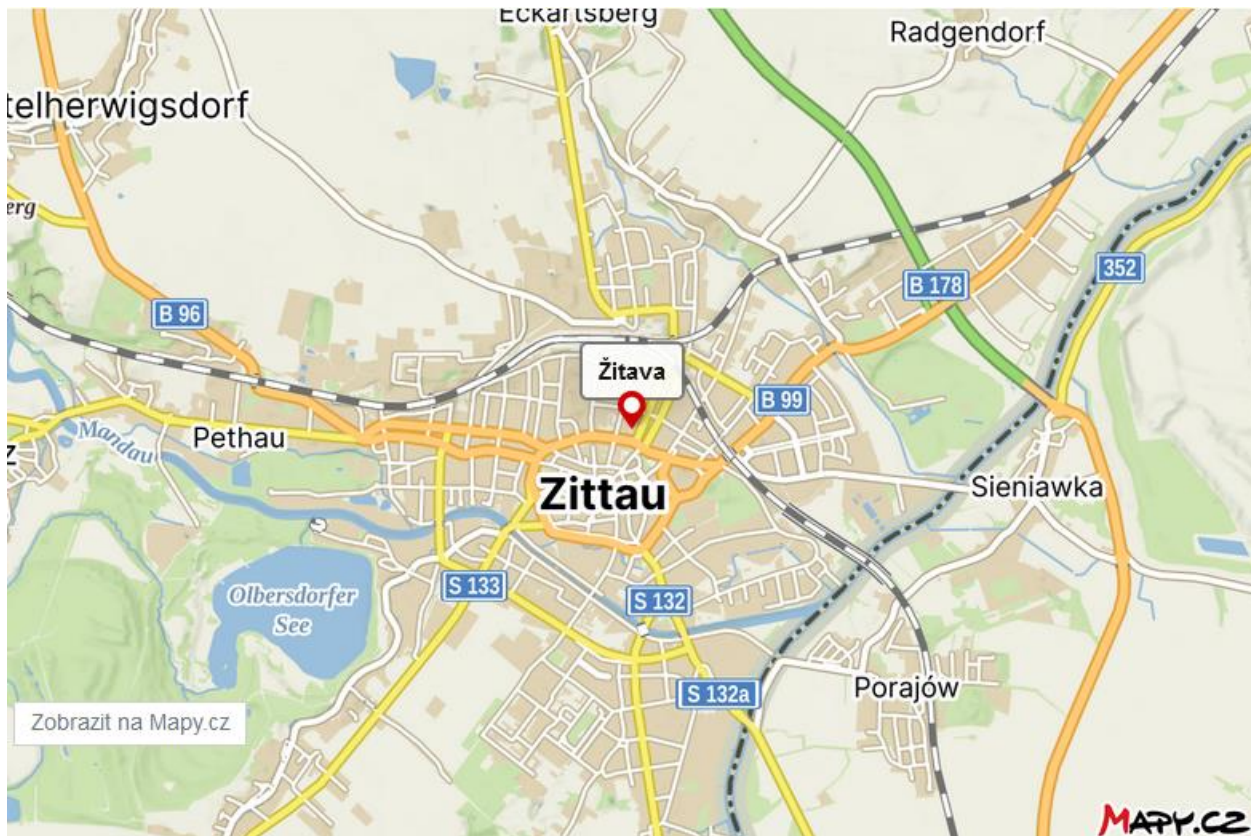 Eckartsberg
Radgendorf
telherwigsdorf
erg
352
B 178
B 96
Žitava
B 99
Pethau
Mandau
z
Sieniawka
Zittau
S 133
S 132
Olbersdorfer
See
Porajów
S 132a
Zobrazit na Mapy.cz
MAPY.CZ